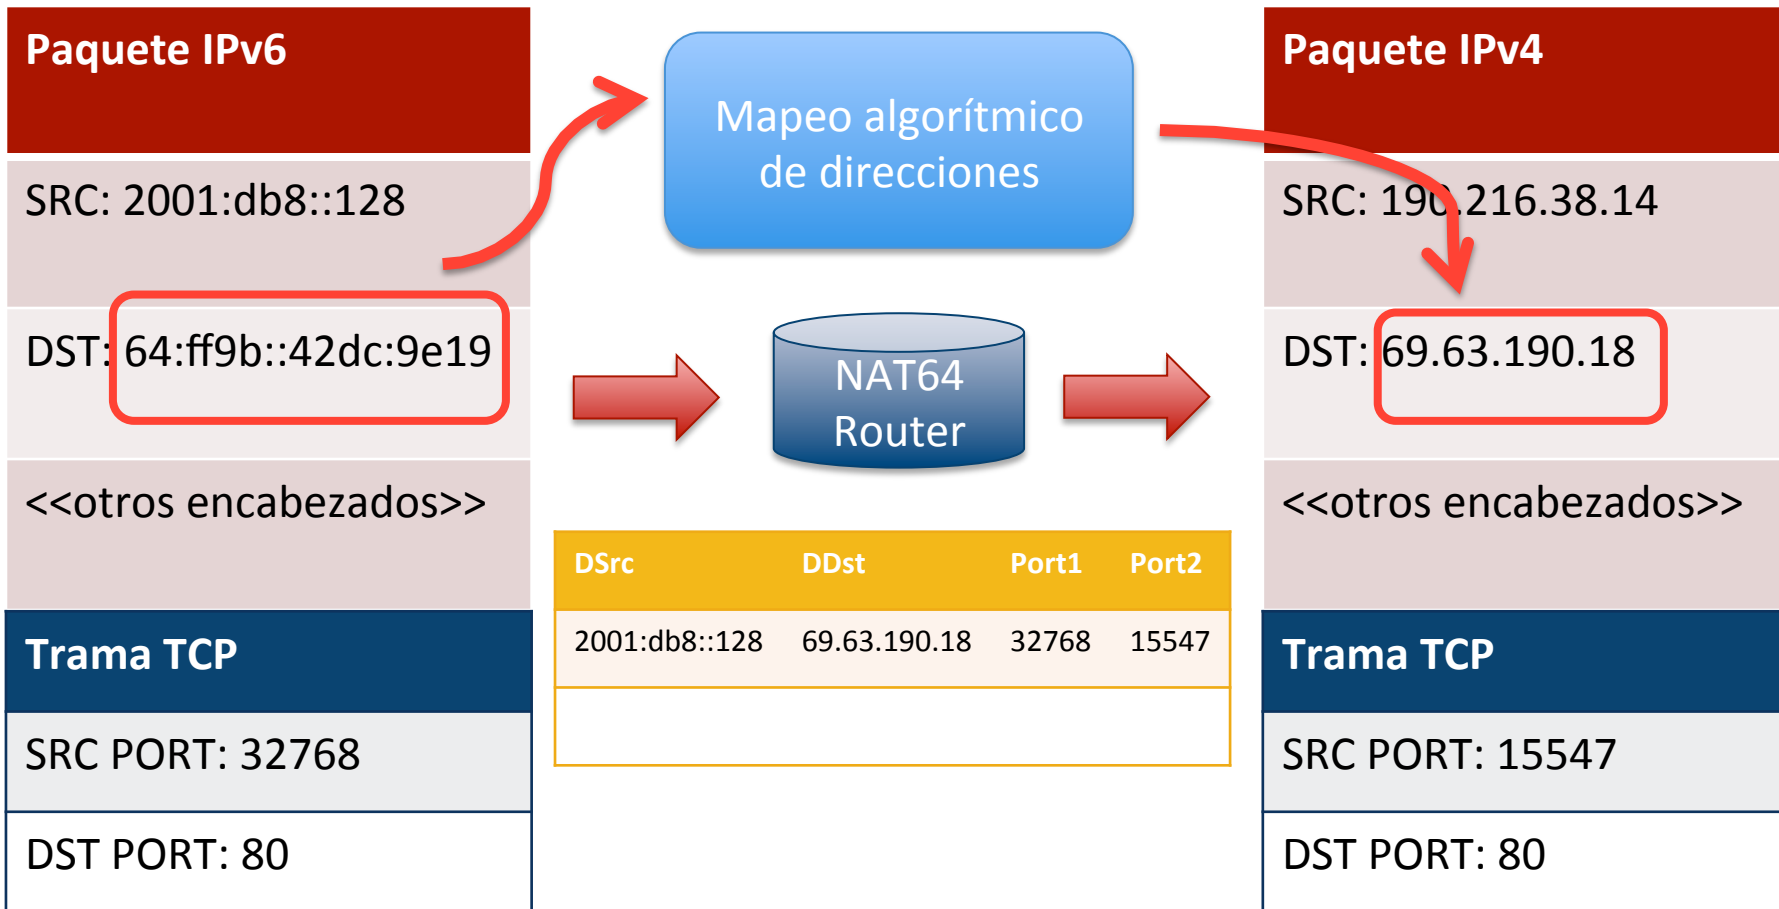 Paquete IPv6
SRC: 2001:db8::128
DST: 64:ff9b::42dc:9e19
<<otros encabezados>>
Trama TCP
SRC PORT: 32768
DST PORT: 80
Mapeo algorítmico
de direcciones
NAT64
Router
DSrc DDst Port1 Port2
2001:db8::128 69.63.190.18 32768 15547
Paquete IPv4
SRC: 190.216.38.14
DST: 69.63.190.18
<<otros encabezados>>
Trama TCP
SRC PORT: 15547
DST PORT: 80